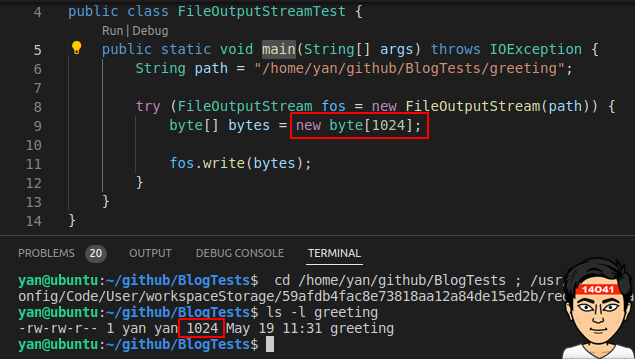 4 public class FileOutputStreamTest {
Run | Debug
5 public static void main(String[] args) throws IOException {
6 String path = "/home/yan/github/BlogTests/greeting";
7
8 try (FileOutputStream fos = new FileOutputStream(path)) {
9 byte[] bytes = new byte[1024];
10
11 fos.write(bytes);
12 }
13 }
14 }
PROBLEMS 20 OUTPUT DEBUG CONSOLE TERMINAL
yan@ubuntu:~/github/BlogTests$ cd /home/yan/github/BlogTests ; /usr/
onfig/Code/User/workspaceStorage/59afdb4fac8e73818aa12a84de15ed2b/red
yan@ubuntu:~/github/BlogTests$ ls -l greeting
-rw-rw-r-- 1 yan yan 1024 May 19 11:31 greeting
yan@ubuntu:~/github/BlogTests$
14041